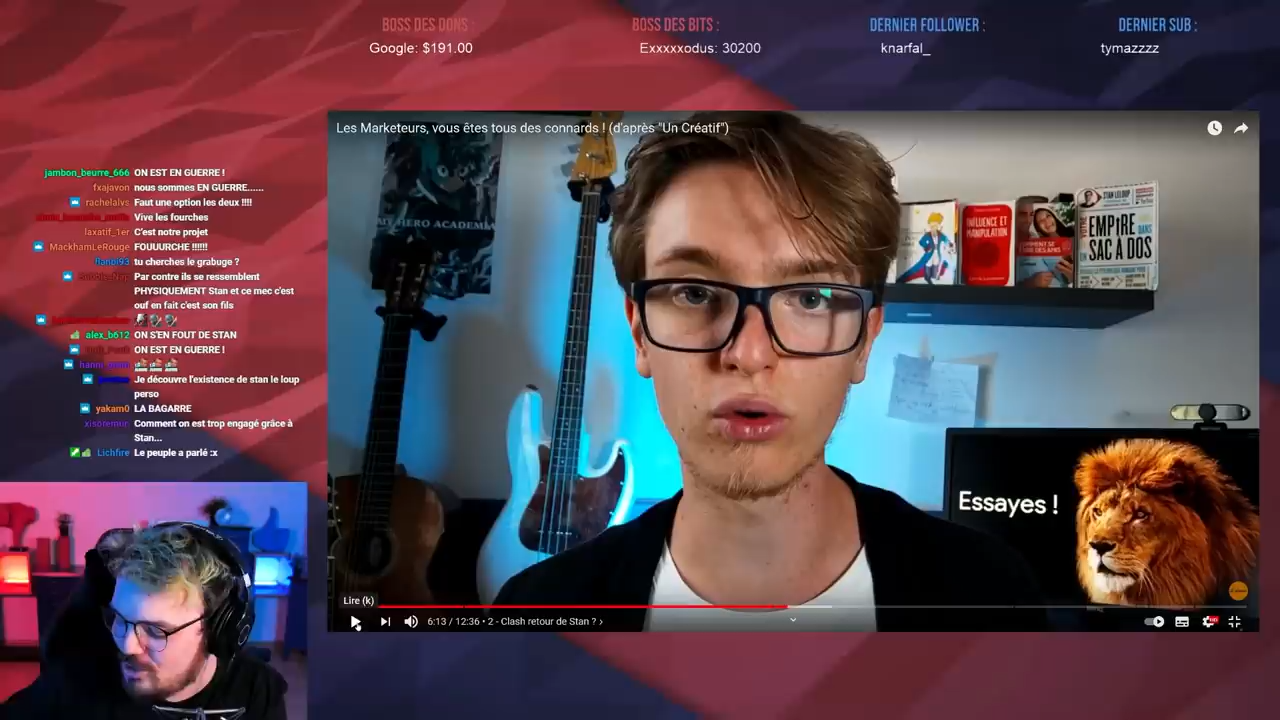 BOSS DES DONS :
Google: $191.00
BOSS DES BITS :
Exxxxxodus: 30200
DERNIER FOLLOWER :
knarfal_
DERNIER SUB :
tymazzzz
Les Marketeurs, vous êtes tous des connards ! (d'après "Un Créatif")
jambon_beurre_666 ON EST EN GUERRE !
fxajavon nous sommes EN GUERRE......
rachelalvs Faut une option les deux !!!!
Vive les fourches
laxatif_1er C'est notre projet
MackhamLeRouge FOUUURCHE !!!!!!
tu cherches le grabuge ?
Par contre ils se ressemblent
PHYSIQUEMENT Stan et ce mec c'est
ouf en fait c'est son fils
alex_b612 ON S'EN FOUT DE STAN
ON EST EN GUERRE !
Je découvre l'existence de stan le loup
perso
yakam0 LA BAGARRE
Comment on est trop engagé grâce à
Stan...
Lichfire Le peuple a parlé :x
MY HERO ACADEMIA
INFLUENCE ET
MANIPULATION
STAN LELOUP
EMPIRE
DANS
SAC À DOS
Essayes !
Lire (k)
6:13 / 12:36 • 2 - Clash retour de Stan ? ›